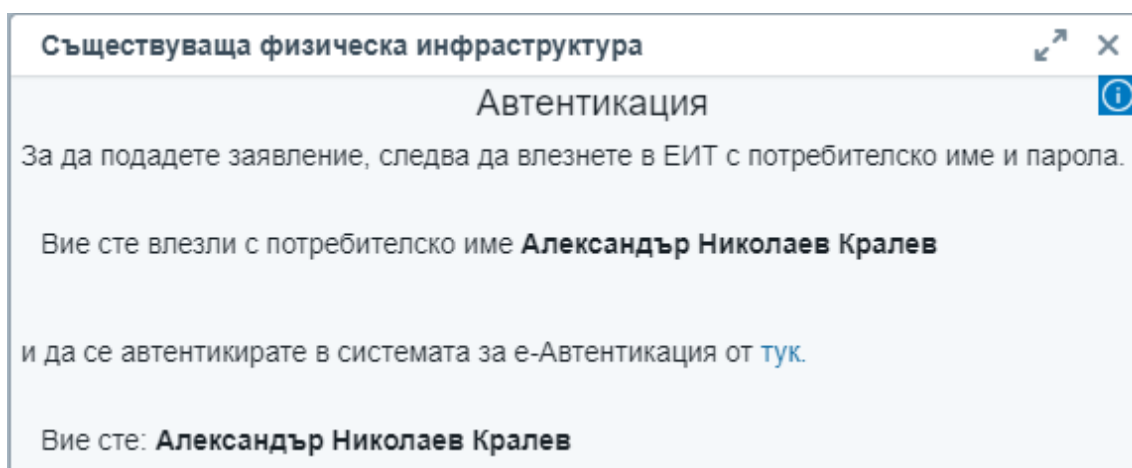 Съществуваща физическа инфраструктура
Автентикация
За да подадете заявление, следва да влезнете в ЕИТ с потребителско име и парола.
Вие сте влезли с потребителско име Александър Николаев Кралев
и да се автентикирате в системата за е-Автентикация от тук.
Вие сте: Александър Николаев Кралев